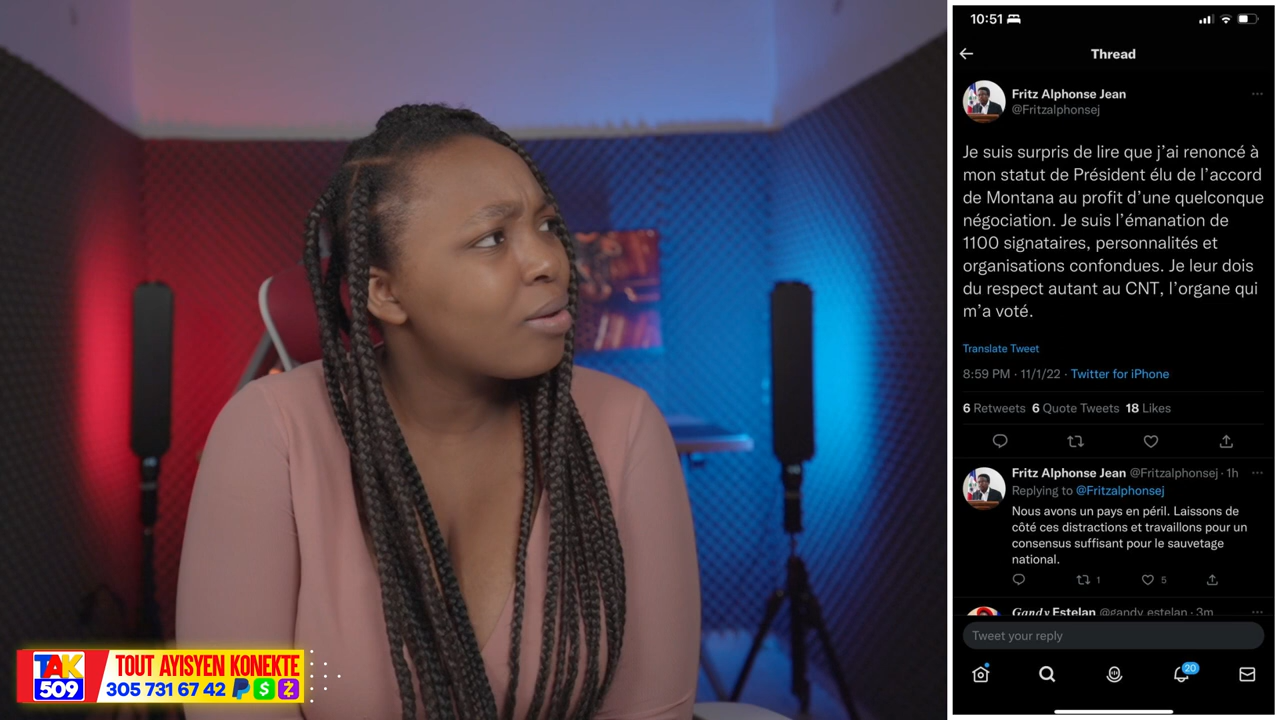 10:51
Thread
Fritz Alphonse Jean
@Fritzalphonsej
Je suis surpris de lire que j'ai renoncé à
mon statut de Président élu de l'accord
de Montana au profit d'une quelconque
négociation. Je suis l'émanation de
1100 signataires, personnalités et
organisations confondues. Je leur dois
du respect autant au CNT, l'organe qui
m'a voté.
Translate Tweet
8:59 PM · 11/1/22 · Twitter for iPhone
6 Retweets 6 Quote Tweets 18 Likes
Fritz Alphonse Jean @Fritzalphonsej · 1h
Replying to @Fritzalphonsej
Nous avons un pays en péril. Laissons de
côté ces distractions et travaillons pour un
consensus suffisant pour le sauvetage
national.
1 5
Gandy Estelan @gandy_estelan · 3m
Tweet your reply
20
TAK
509
TOUT AYISYEN KONEKTE
305 731 67 42